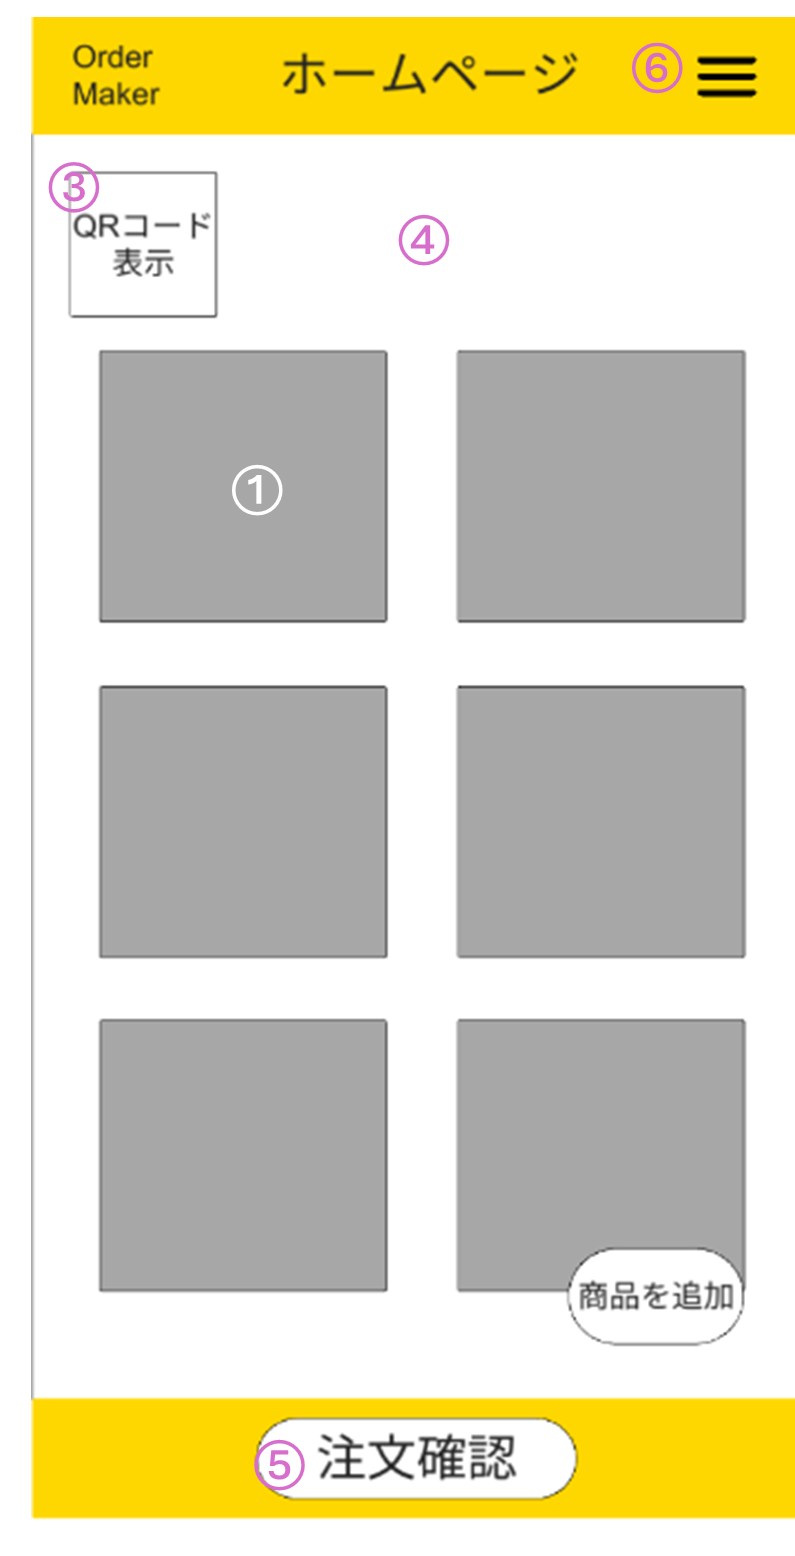 Order
Maker
ホームページ
⑥
③
QRコード
表示
④
①
商品を追加
⑤
注文確認